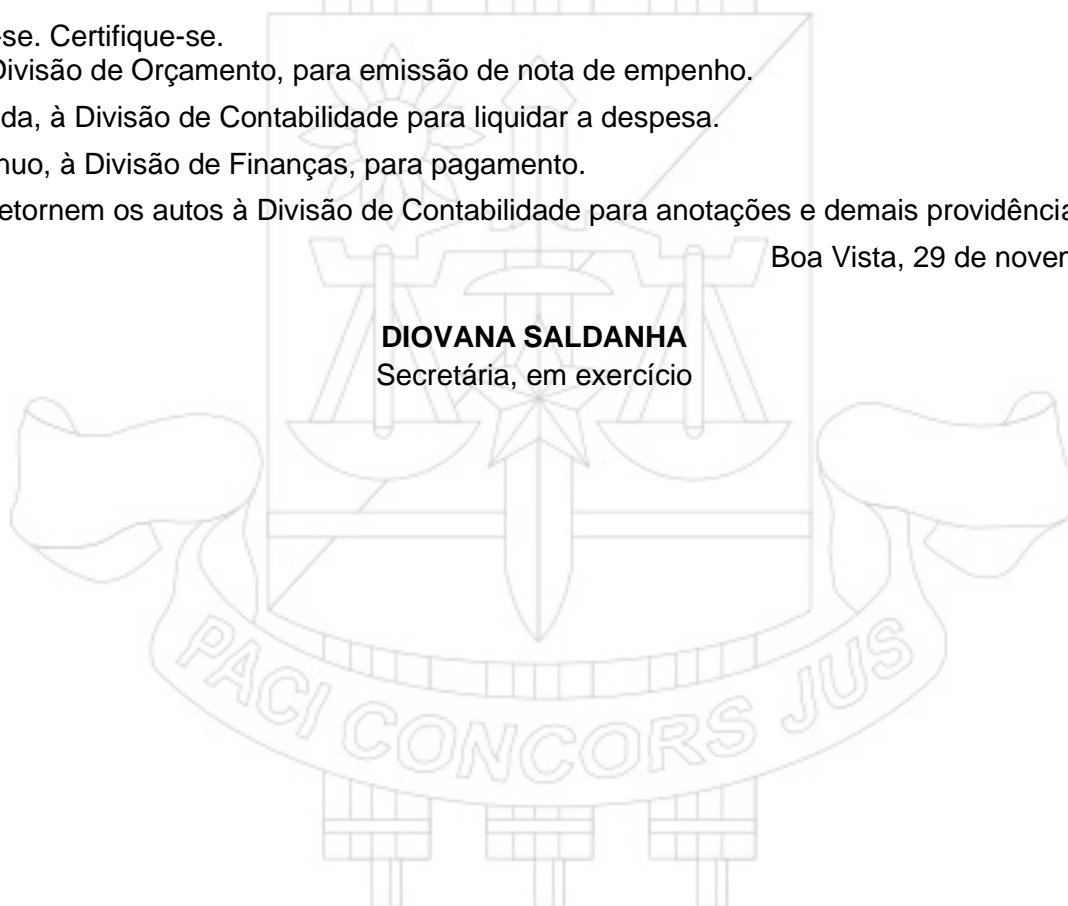 -se. Certifique-se.
Divisão de Orçamento, para emissão de nota de empenho.
da, à Divisão de Contabilidade para liquidar a despesa.
nuo, à Divisão de Finanças, para pagamento.
etornem os autos à Divisão de Contabilidade para anotações e demais providência
Boa Vista, 29 de noven
DIOVANA SALDANHA
Secretária, em exercício
PACI CONCORS JUS